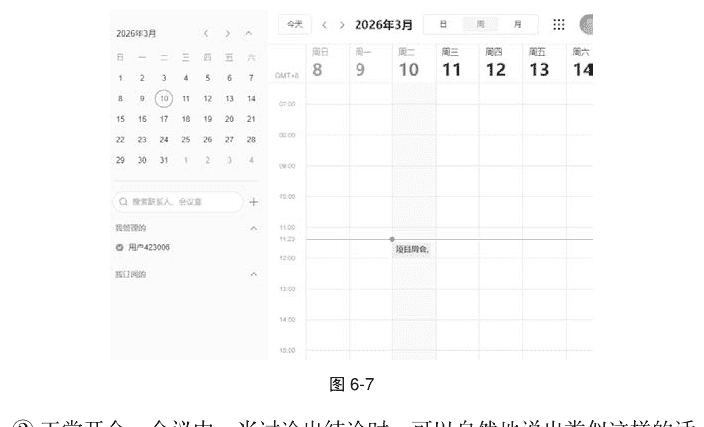 2026年3月
日 一 二 三 四 五 六
1 2 3 4 5 6 7
8 9 10 11 12 13 14
15 16 17 18 19 20 21
22 23 24 25 26 27 28
29 30 31 1 2 3 4
搜索联系人、会议室
我管理的
用户423006
我订阅的
今天 2026年3月 日 周 月
周日 周一 周二 周三 周四 周五 周六
GMT+8 8 9 10 11 12 13 14
07:00
08:00
09:00
10:00
11:00
11:23
项目周会,
12:00
13:00
14:00
15:00
图 6-7